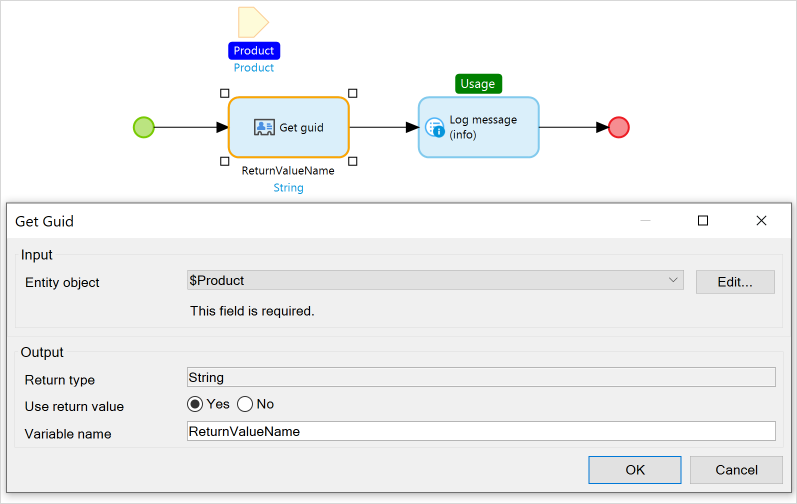 Product
Product
Usage
Get guid
Log message
(info)
ReturnValueName
String
Get Guid
Input
Entity object
$Product
Edit...
This field is required.
Output
Return type
String
Use return value
Yes
No
Variable name
ReturnValueName
OK
Cancel